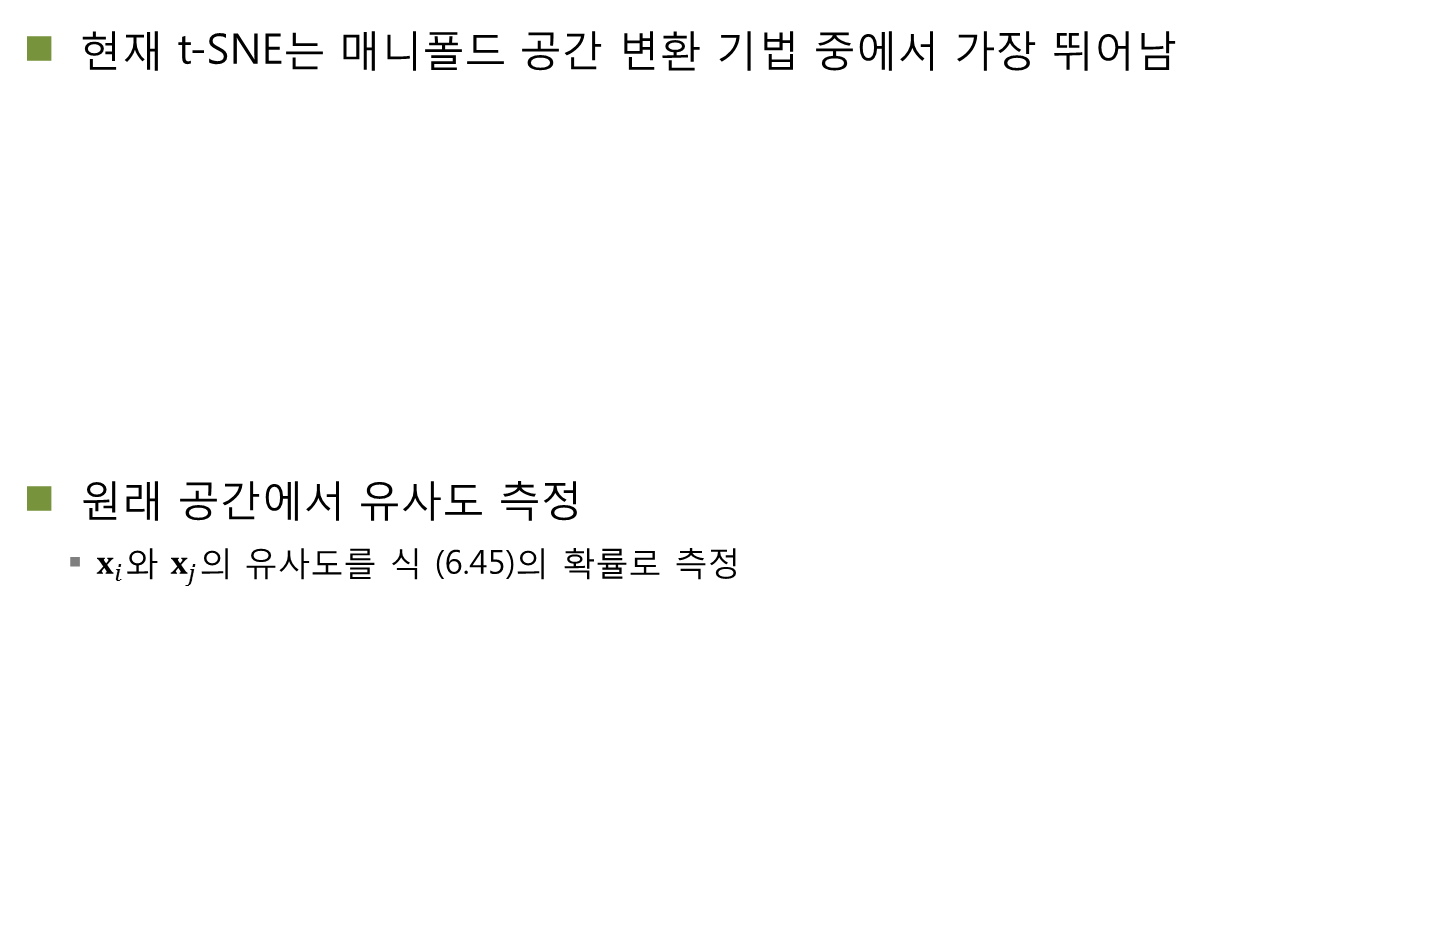 현재 t-SNE는 매니폴드 공간 변환 기법 중에서 가장 뛰어남
원래 공간에서 유사도 측정
𝐱ᵢ와 𝐱ⱼ의 유사도를 식 (6.45)의 확률로 측정